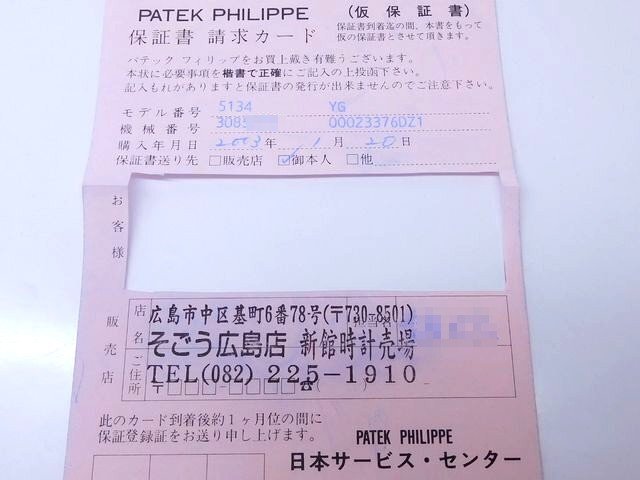 PATEK PHILIPPE
(仮保証書)
保証書 請求カード
保証書到着迄の間、本書をもって
仮の保証書とさせて頂きます。
パテック フィリップをお買上戴き有難うございます。
本状に必要事項を楷書で正確にご記入の上投函下さい。
記入もれがありますと保証書の発行が出来ませんのでご注意下さい。
モデル番号 5134 YG
機械番号 3083 00023376DZ1
購入年月日 2003年 1月 20日
保証書送り先 □販売店 ☑御本人 □他
お客様
販売店
店名 ご住所
広島市中区基町6番78号(〒730-8501)
担当名
そごう広島店 新館時計売場
TEL(082) 225-1910
〒□□□-□□□□ ☎( )
此のカード到着後約1ヶ月位の間に
保証登録証をお送り申し上げます。
PATEK PHILIPPE
日本サービス・センター